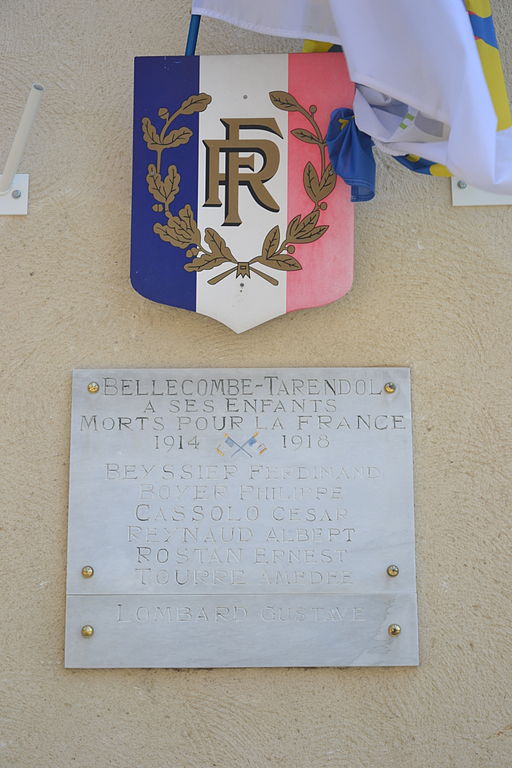 RF
BELLECOMBE-TARENDOL
A SES ENFANTS
MORTS POUR LA FRANCE
1914 1918
BEYSSIER FERDINAND
BOYER PHILIPPE
CASSOLO CESAR
REYNAUD ALBERT
ROSTAN ERNEST
TOURRE AMEDEE
LOMBARD GUSTAVE